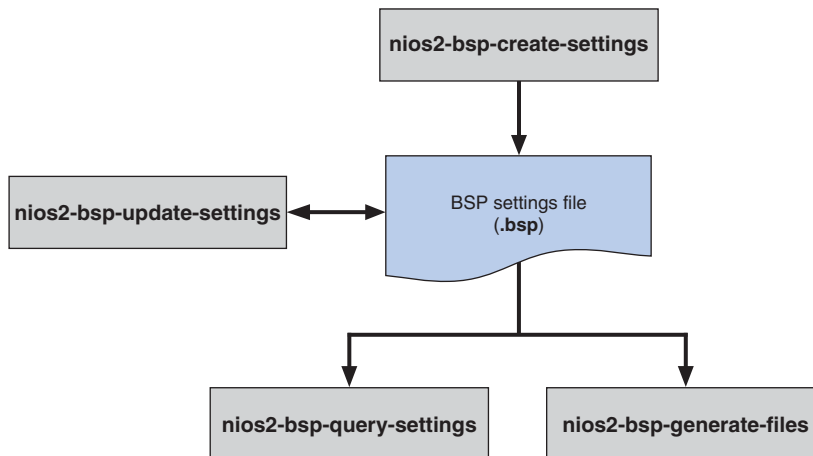 nios2-bsp-create-settings
BSP settings file
(.bsp)
nios2-bsp-update-settings
nios2-bsp-query-settings
nios2-bsp-generate-files